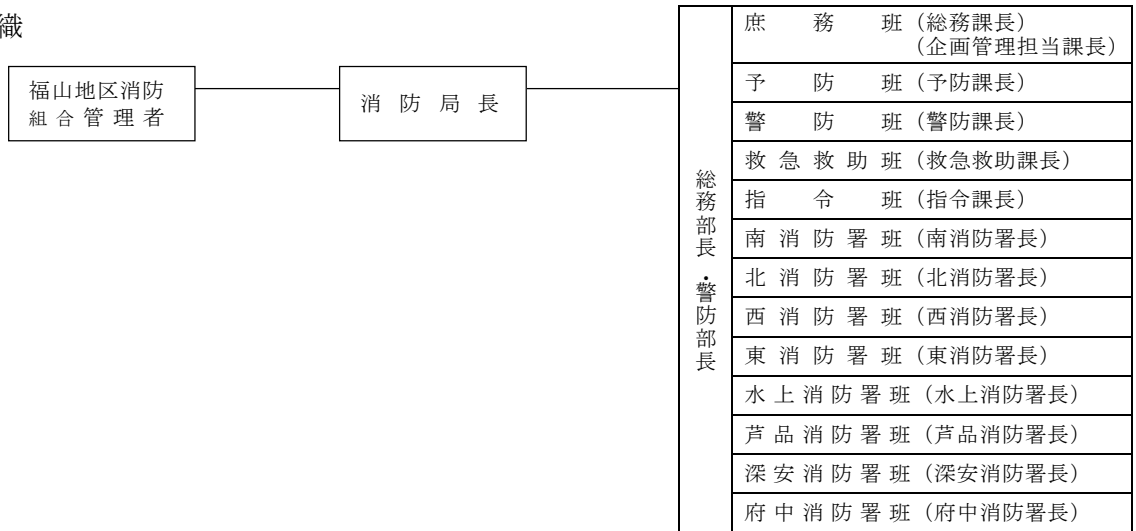 織
福山地区消防
組合管理者
消防局長
総務部長・警防部長
庶務班（総務課長）
（企画管理担当課長）
予防班（予防課長）
警防班（警防課長）
救急救助班（救急救助課長）
指令班（指令課長）
南消防署班（南消防署長）
北消防署班（北消防署長）
西消防署班（西消防署長）
東消防署班（東消防署長）
水上消防署班（水上消防署長）
芦品消防署班（芦品消防署長）
深安消防署班（深安消防署長）
府中消防署班（府中消防署長）